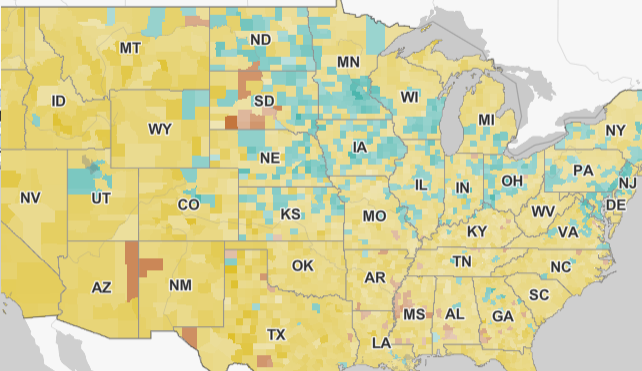 ND
MT
MN
ID
SD
WI
WY
MI
NY
IA
NE
PA
OH
NJ
IL
IN
NV
UT
CO
DE
KS
MO
WV
KY
VA
TN
OK
NC
AZ
NM
AR
SC
MS
AL
GA
TX
LA